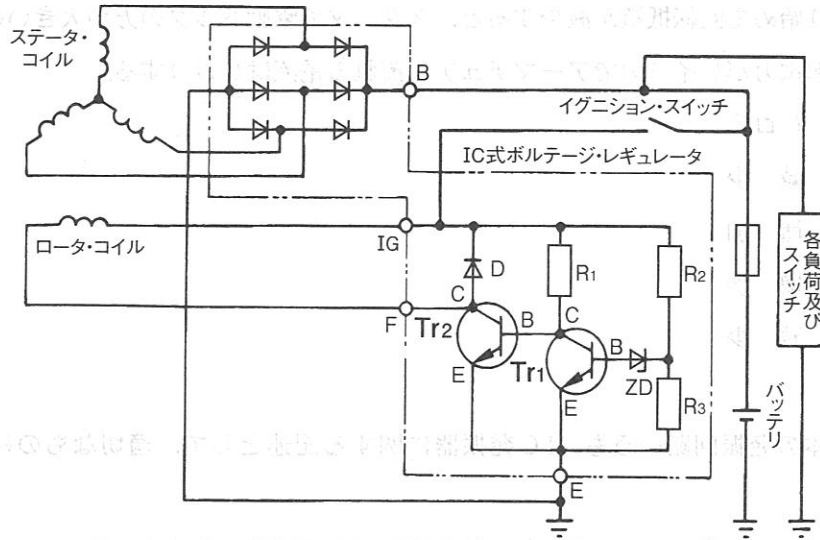 ステータ・
コイル
B
イグニション・スイッチ
IC式ボルテージ・レギュレータ
IG
ロータ・コイル
D
R1
R2
各負荷及び
スイッチ
C
F
Tr2
B
C
E
Tr1
B
ZD
R3
E
バッテリ
E